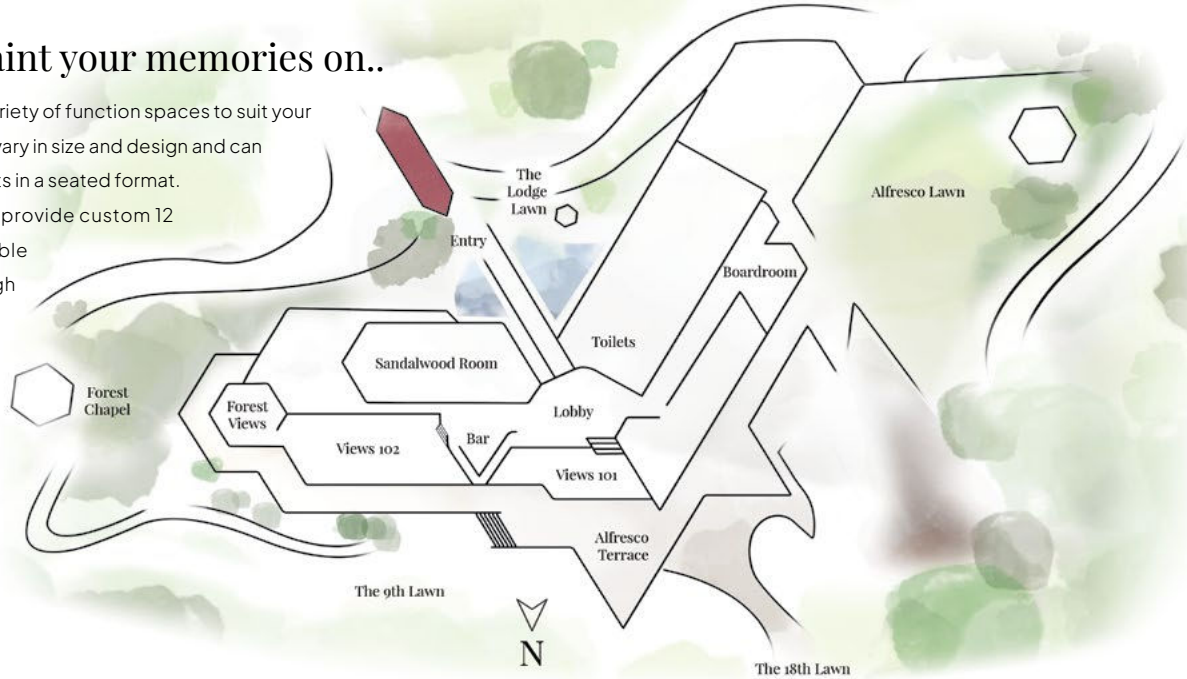 int your memories on..
riety of function spaces to suit your
vary in size and design and can
ts in a seated format.
provide custom 12
ble
gh
The
Lodge
Lawn
Entry
Alfresco Lawn
Boardroom
Toilets
Sandalwood Room
Forest
Chapel
Forest
Views
Lobby
Bar
Views 102
Views 101
Alfresco
Terrace
The 9th Lawn
N
The 18th Lawn